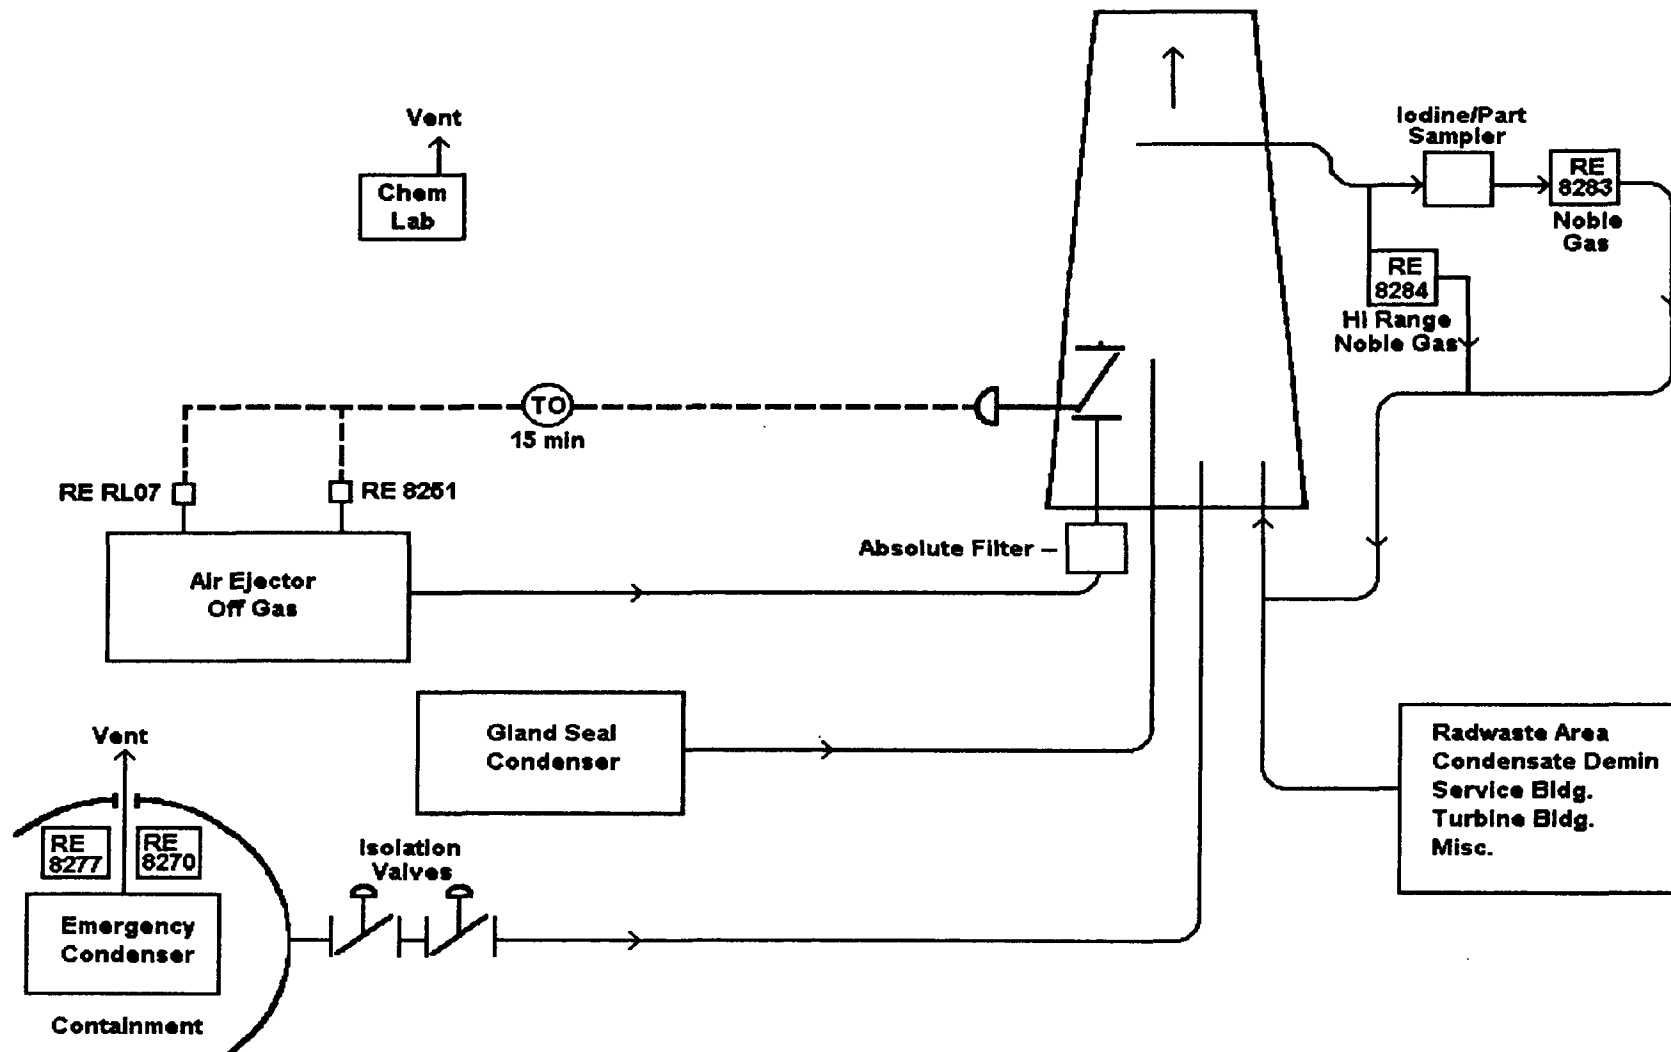 Vent
Chem
Lab
Iodine/Part
Sampler
RE
8283
Noble
Gas
RE
8284
Hi Range
Noble Gas
TO
15 min
RE RL07
RE 8251
Absolute Filter
Air Ejector
Off Gas
Gland Seal
Condenser
Radwaste Area
Condensate Demin
Service Bldg.
Turbine Bldg.
Misc.
Vent
RE
8277
RE
8270
Isolation
Valves
Emergency
Condenser
Containment